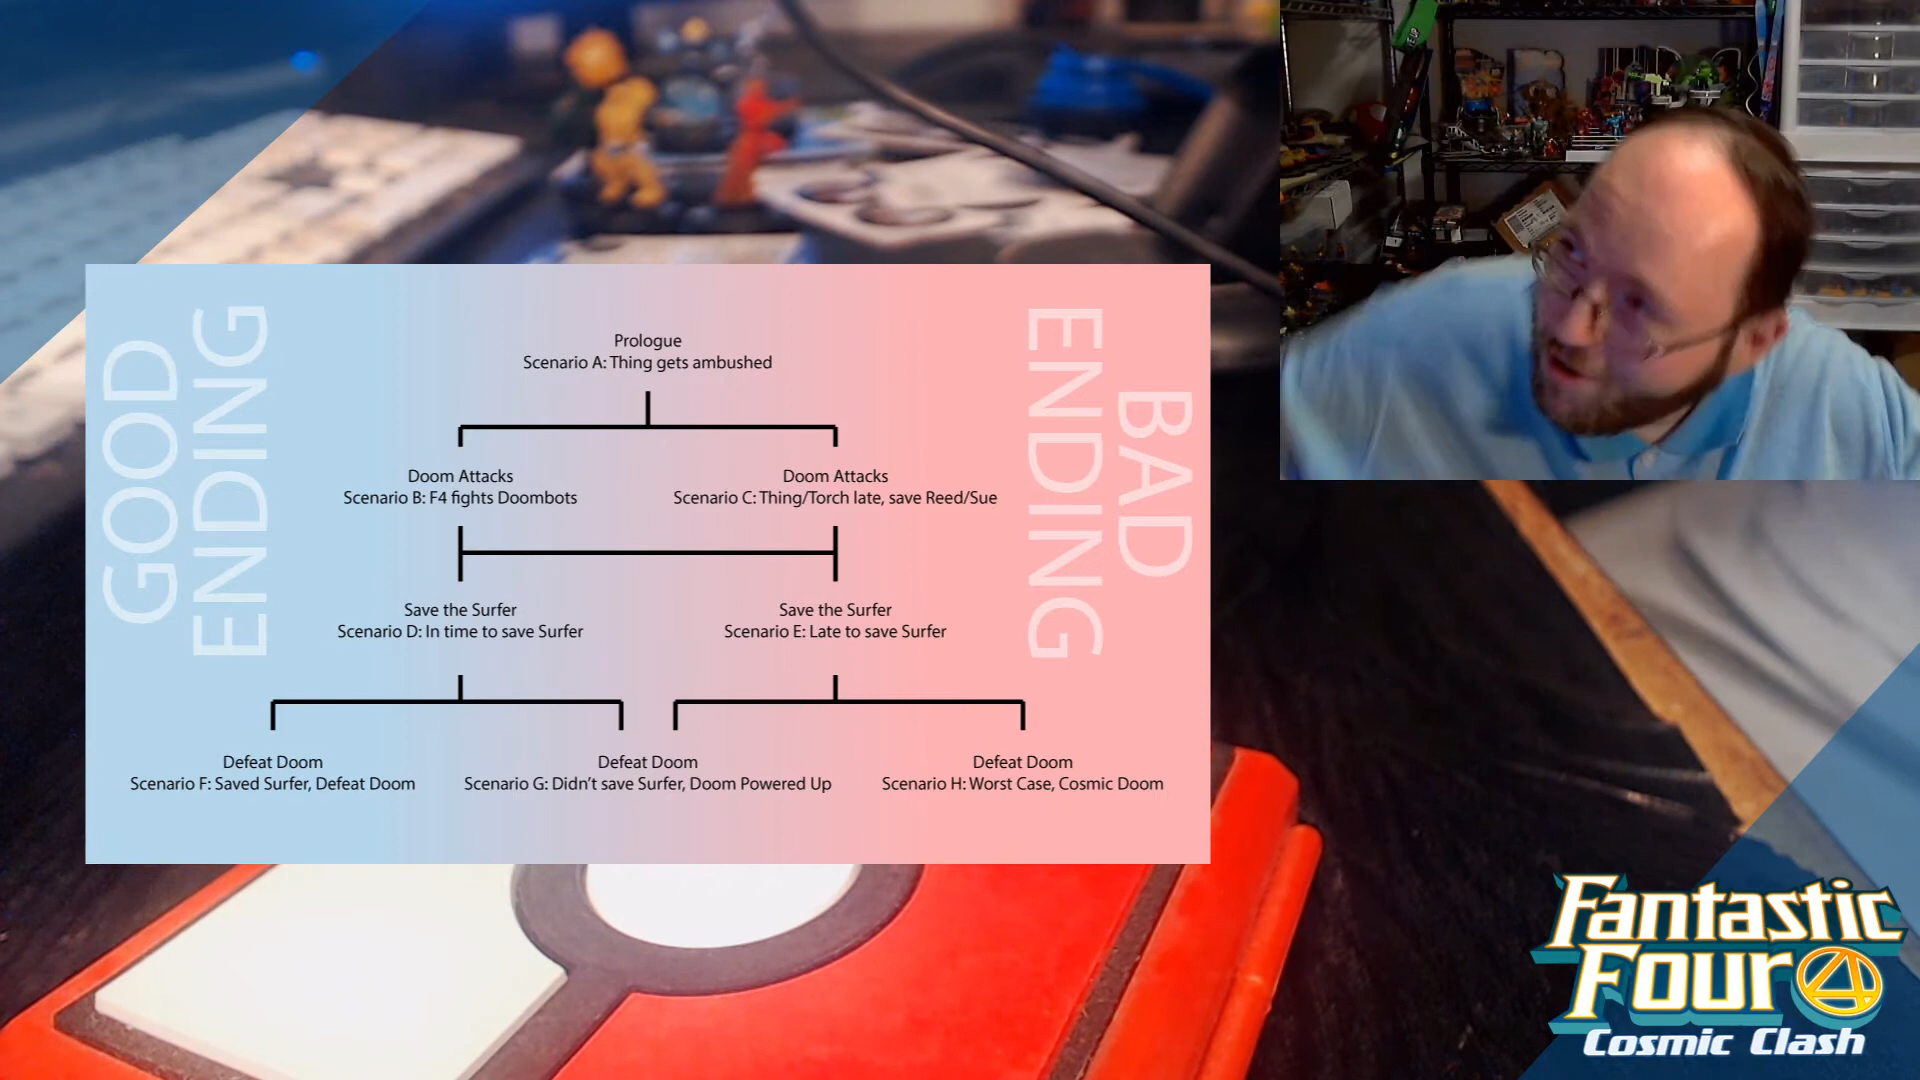 GOOD
ENDING
BAD
ENDING
Prologue
Scenario A: Thing gets ambushed
Doom Attacks
Scenario B: F4 fights Doombots
Doom Attacks
Scenario C: Thing/Torch late, save Reed/Sue
Save the Surfer
Scenario D: In time to save Surfer
Save the Surfer
Scenario E: Late to save Surfer
Defeat Doom
Scenario F: Saved Surfer, Defeat Doom
Defeat Doom
Scenario G: Didn't save Surfer, Doom Powered Up
Defeat Doom
Scenario H: Worst Case, Cosmic Doom
Fantastic
Four 4
Cosmic Clash